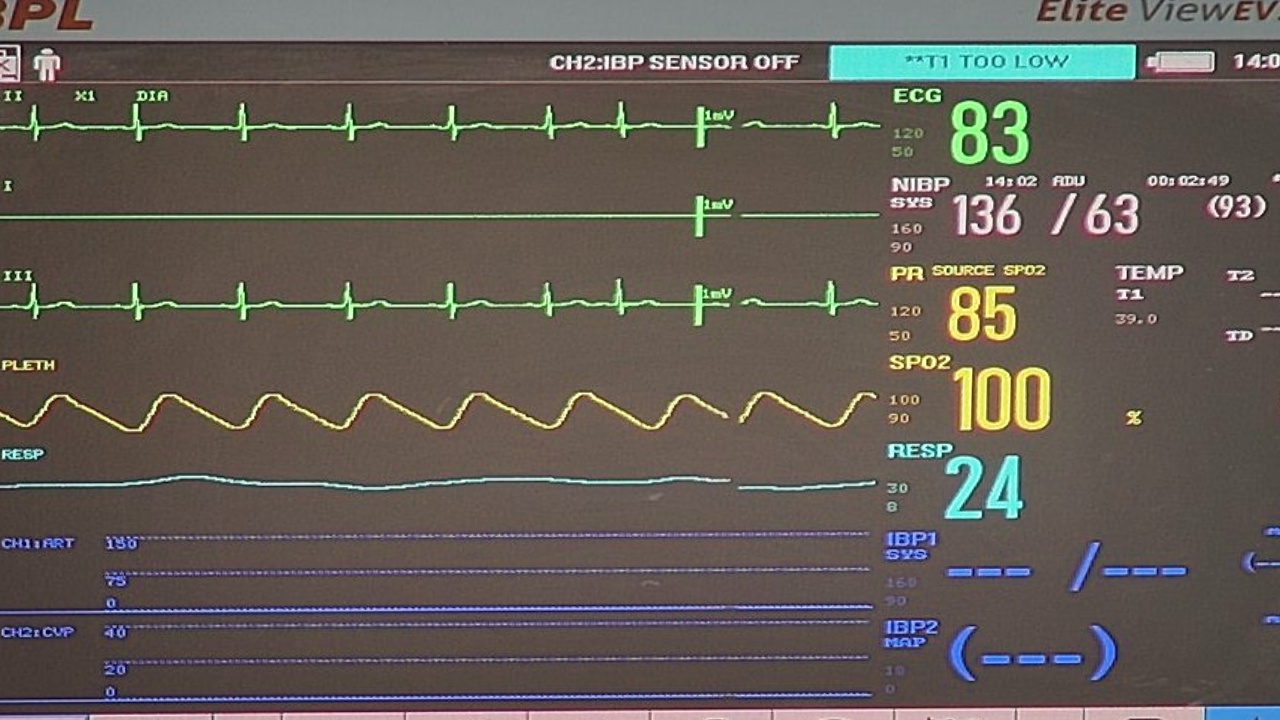 BPL Elite ViewEV
CH2:IBP SENSOR OFF **T1 TOO LOW 14:0
II X1 DIA 1mV
ECG 83
120
50
I 1mV
NIBP 14:02 ADU 00:02:49
SYS 136 /63 (93)
160
90
III 1mV
PR SOURCE SPO2 85
120
50
TEMP T2
T1
39.0
TD
PLETH
SPO2 100 %
100
90
RESP
RESP 24
30
8
CH1:ART 150
75
0
IBP1 --- /---
SYS
160
90
CH2:CVP 40
20
0
IBP2 (---)
MAP
10
0